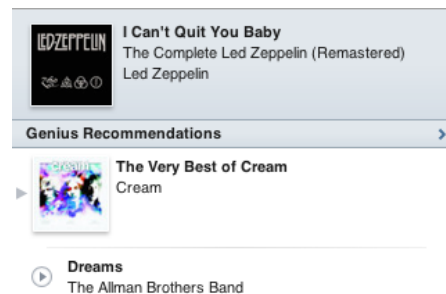 LED ZEPPELIN
I Can't Quit You Baby
The Complete Led Zeppelin (Remastered)
Led Zeppelin
Genius Recommendations
cream
The Very Best of Cream
Cream
Dreams
The Allman Brothers Band